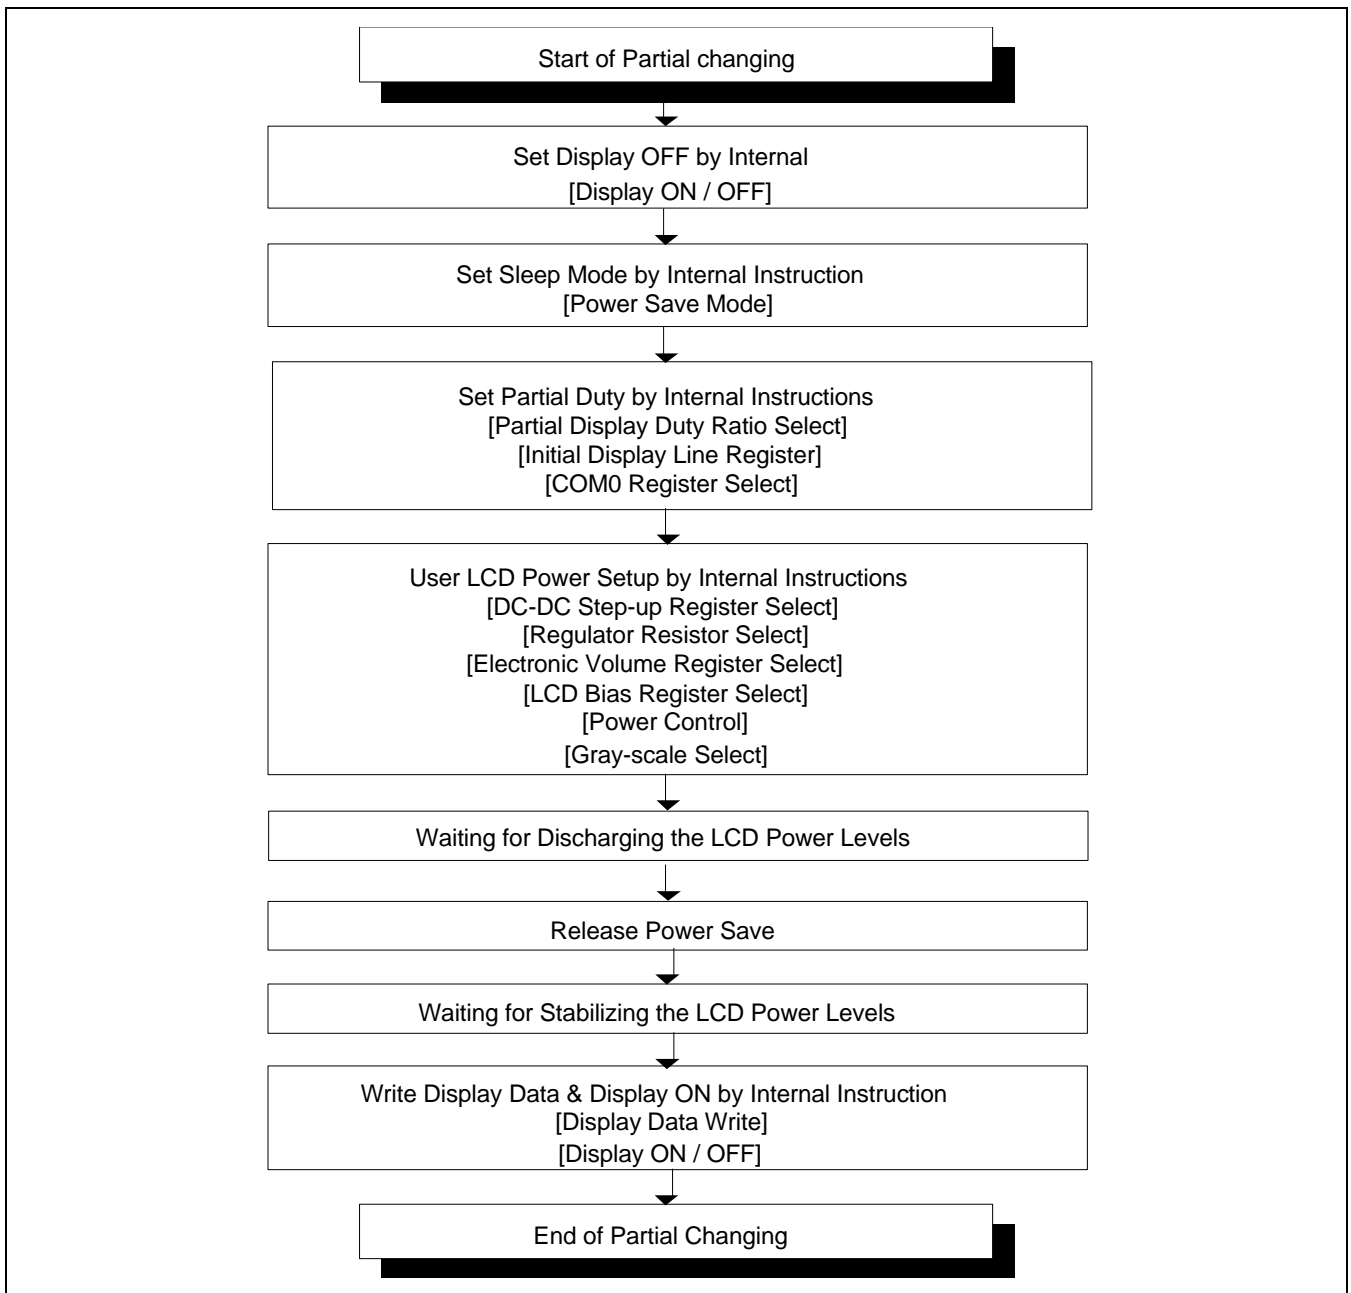 Start of Partial changing
Set Display OFF by Internal
[Display ON / OFF]
Set Sleep Mode by Internal Instruction
[Power Save Mode]
Set Partial Duty by Internal Instructions
[Partial Display Duty Ratio Select]
[Initial Display Line Register]
[COM0 Register Select]
User LCD Power Setup by Internal Instructions
[DC-DC Step-up Register Select]
[Regulator Resistor Select]
[Electronic Volume Register Select]
[LCD Bias Register Select]
[Power Control]
[Gray-scale Select]
Waiting for Discharging the LCD Power Levels
Release Power Save
Waiting for Stabilizing the LCD Power Levels
Write Display Data & Display ON by Internal Instruction
[Display Data Write]
[Display ON / OFF]
End of Partial Changing